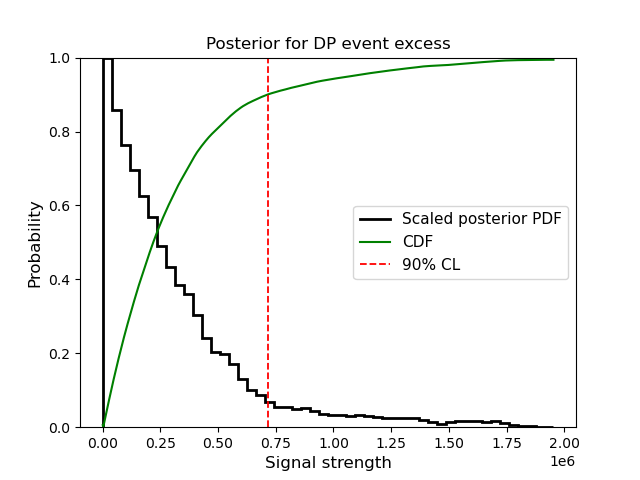 Posterior for DP event excess
Probability
1.0
0.8
0.6
0.4
0.2
0.0
Scaled posterior PDF
CDF
90% CL
0.00 0.25 0.50 0.75 1.00 1.25 1.50 1.75 2.00
1e6
Signal strength